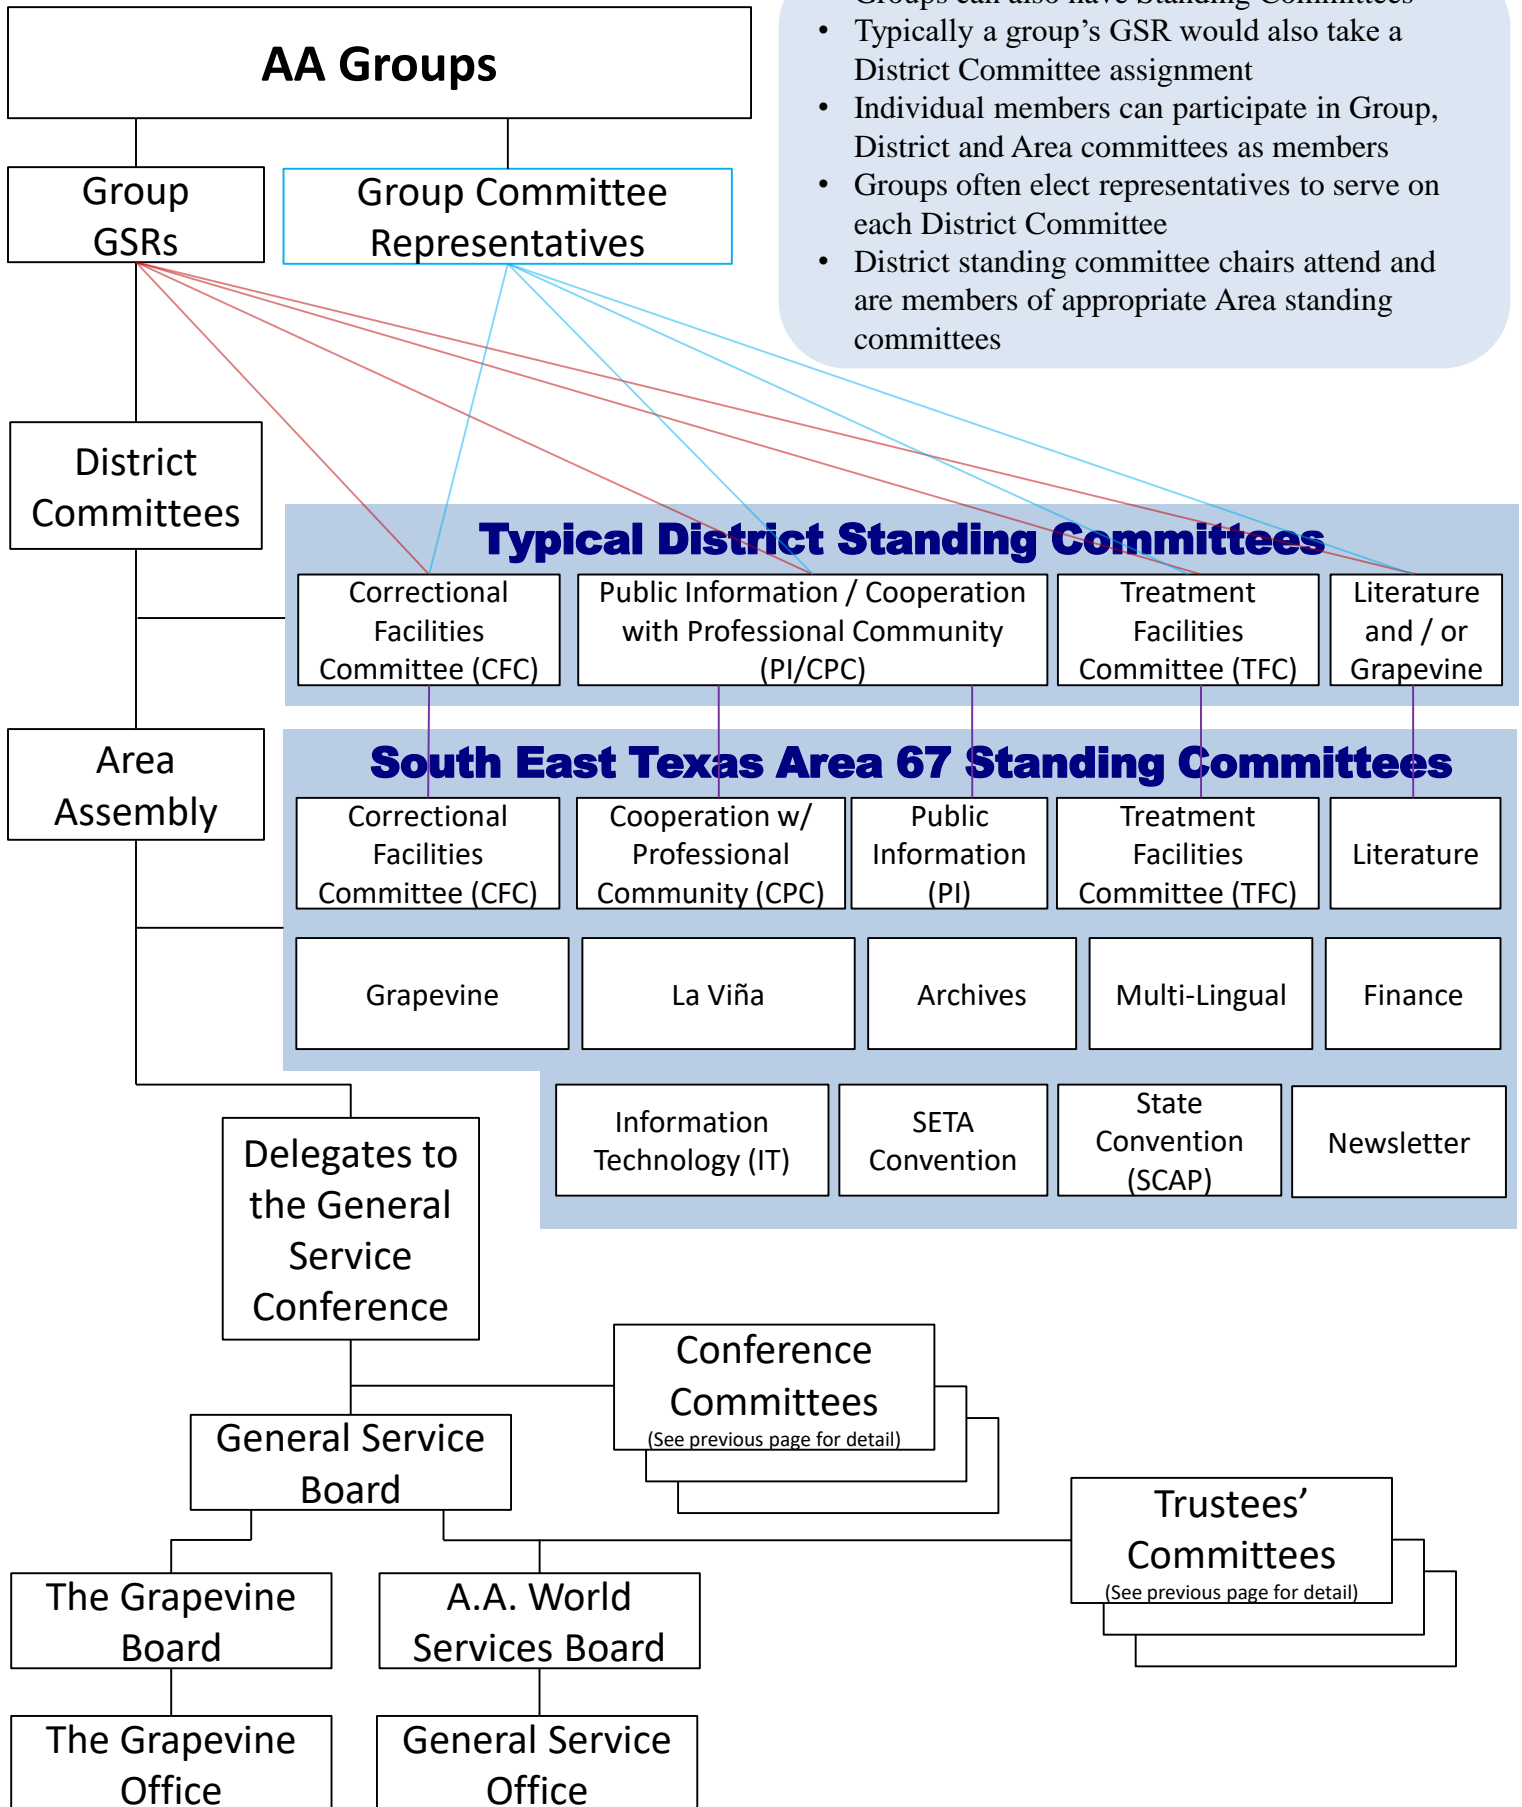 AA Groups
Groups can also have Standing Committees
• Typically a group's GSR would also take a
District Committee assignment
• Individual members can participate in Group,
District and Area committees as members
• Groups often elect representatives to serve on
each District Committee
• District standing committee chairs attend and
are members of appropriate Area standing
committees
Group
GSRs
Group Committee
Representatives
District
Committees
Typical District Standing Committees
Correctional
Facilities
Committee (CFC)
Public Information / Cooperation
with Professional Community
(PI/CPC)
Treatment
Facilities
Committee (TFC)
Literature
and / or
Grapevine
Area
Assembly
South East Texas Area 67 Standing Committees
Correctional
Facilities
Committee (CFC)
Cooperation w/
Professional
Community (CPC)
Public
Information
(PI)
Treatment
Facilities
Committee (TFC)
Literature
Grapevine
La Viña
Archives
Multi-Lingual
Finance
Information
Technology (IT)
SETA
Convention
State
Convention
(SCAP)
Newsletter
Delegates to
the General
Service
Conference
Conference
Committees
(See previous page for detail)
General Service
Board
Trustees’
Committees
(See previous page for detail)
The Grapevine
Board
A.A. World
Services Board
The Grapevine
Office
General Service
Office